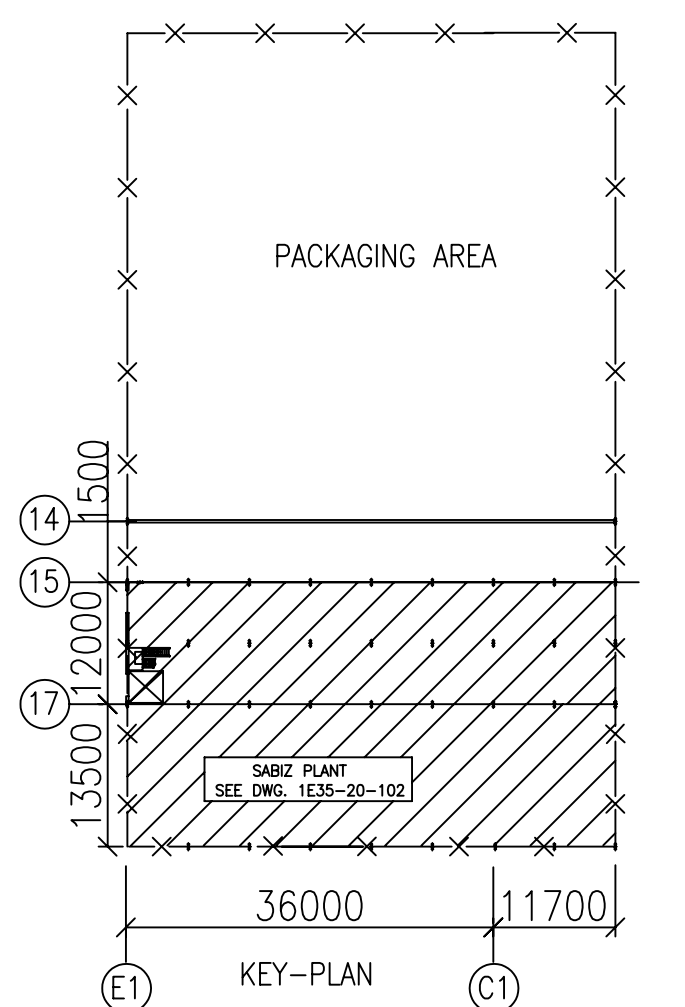 PACKAGING AREA
1500
14
15
12000
17
13500
SABIZ PLANT
SEE DWG. 1E35-20-102
36000
11700
KEY-PLAN
E1
C1